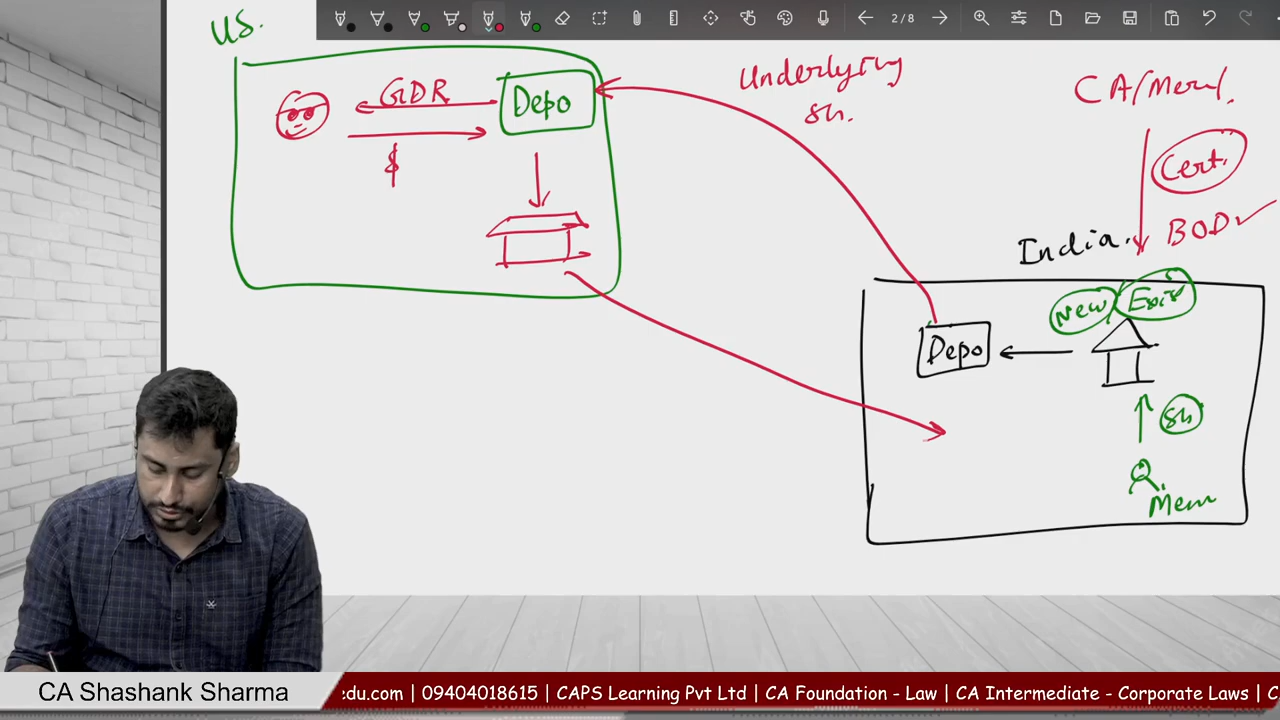 US.
2/8
GDR
Depo
$
Underlying
Sh.
CA/Mer/.
Cert.
BOD
India.
New
Exis
Depo
Sh
Mem
CA Shashank Sharma
edu.com | 09404018615 | CAPS Learning Pvt Ltd | CA Foundation - Law | CA Intermediate - Corporate Laws | C